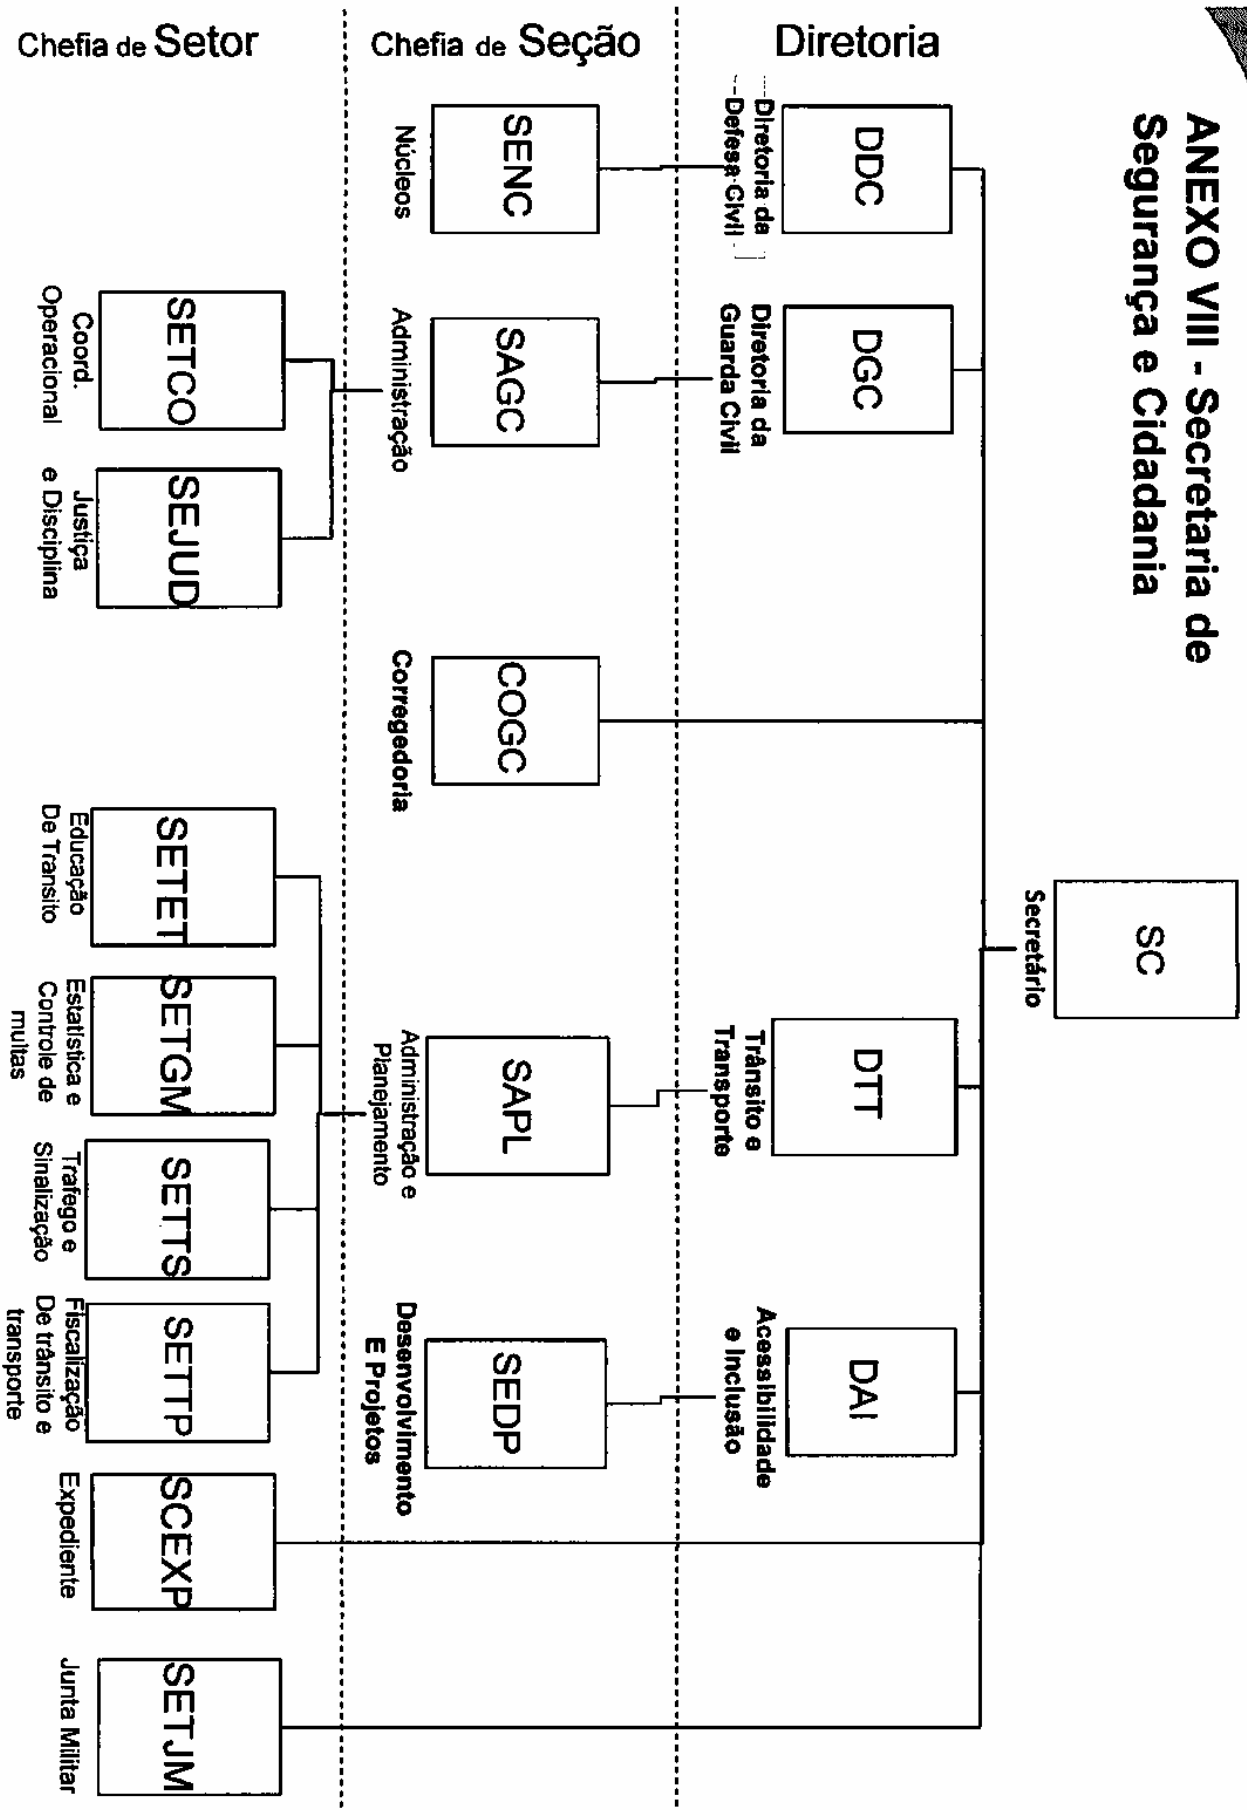 ANEXO VIII - Secretaria de
Segurança e Cidadania
SC
Secretário
Diretoria
DDC
Diretoria da
Defesa Civil
DGC
Diretoria da
Guarda Civil
DTT
Trânsito e
Transporte
DAI
Acessibilidade
e Inclusão
Chefia de Seção
SENC
Núcleos
SAGC
Administração
COGC
Corregedoria
SAPL
Administração e
Planejamento
SEDP
Desenvolvimento
E Projetos
Chefia de Setor
SETCO
Coord.
Operacional
SEJUD
Justiça
e Disciplina
SETET
Educação
De Transito
SETGM
Estatística e
Controle de
multas
SETTS
Trafego e
Sinalização
SETTP
Fiscalização
De trânsito e
transporte
SCEXP
Expediente
SETJM
Junta Militar